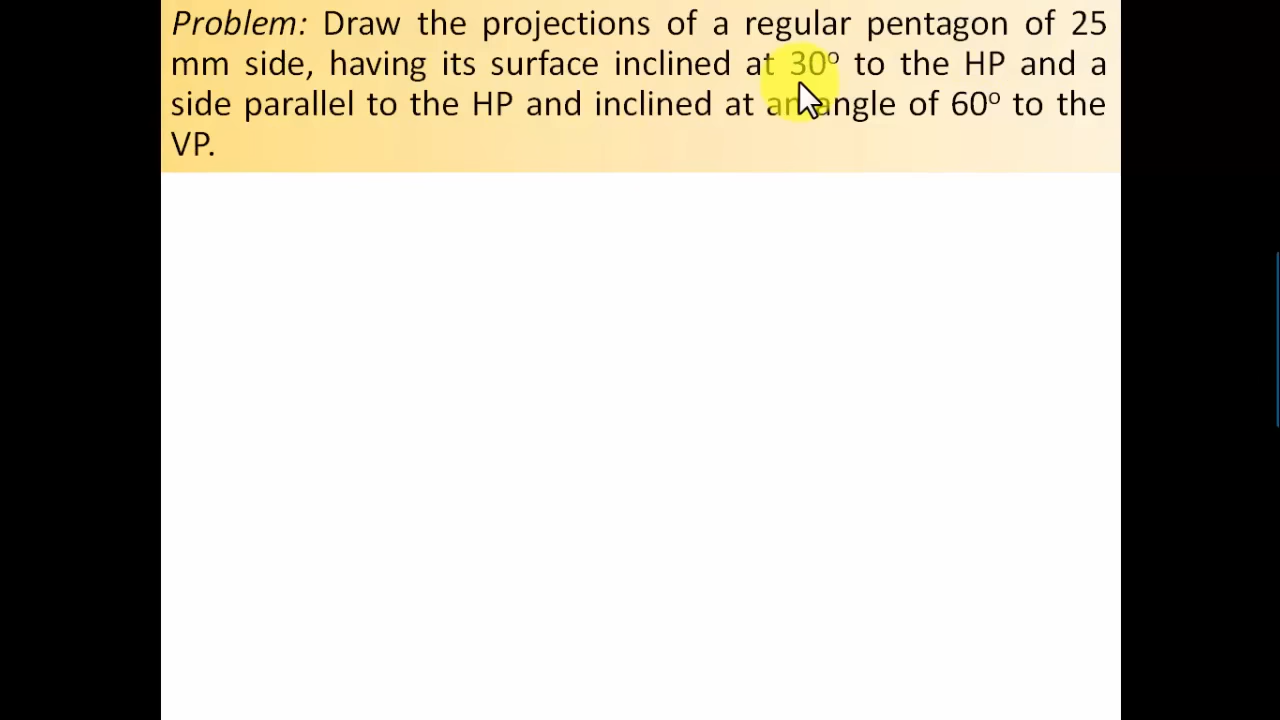 Problem: Draw the projections of a regular pentagon of 25
mm side, having its surface inclined at 30° to the HP and a
side parallel to the HP and inclined at an angle of 60° to the
VP.